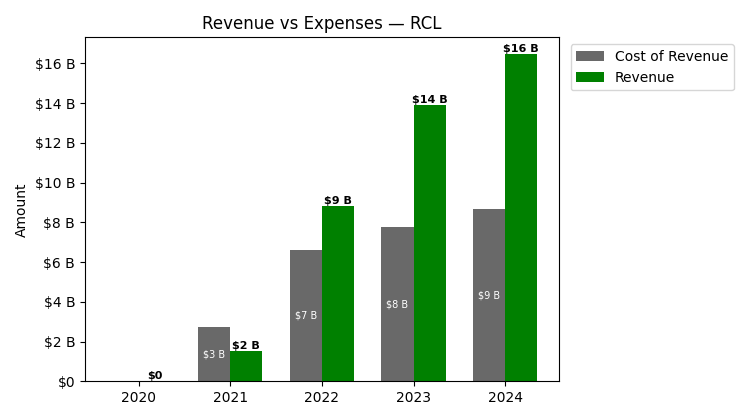 Revenue vs Expenses — RCL
Cost of Revenue
Revenue
Amount
$16 B
$14 B
$12 B
$10 B
$8 B
$6 B
$4 B
$2 B
$0
$0
$3 B
$2 B
$7 B
$9 B
$8 B
$14 B
$9 B
$16 B
2020 2021 2022 2023 2024